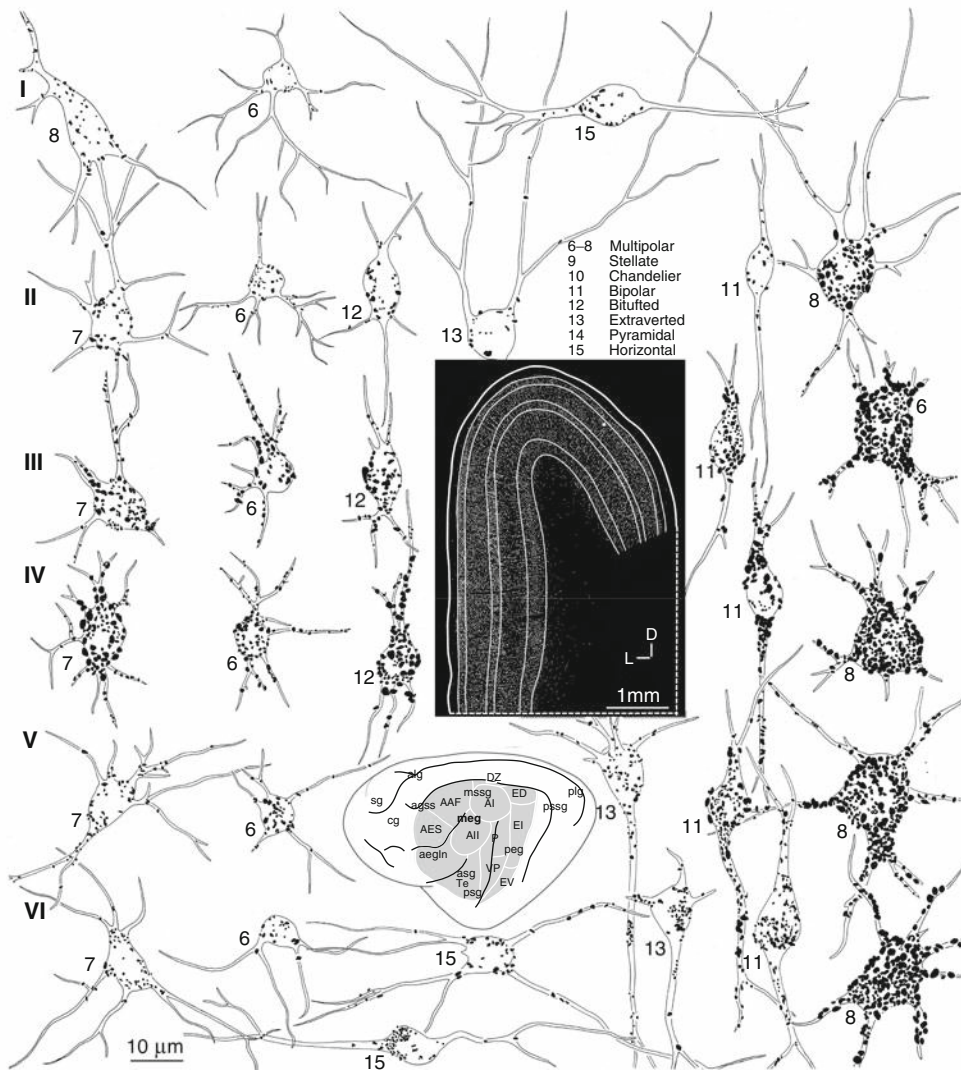 I
8
6
15
6–8 Multipolar
9 Stellate
10 Chandelier
11 Bipolar
12 Bitufted
13 Extraverted
14 Pyramidal
15 Horizontal
II
7
6
12
13
11
8
III
7
6
12
11
6
IV
7
6
12
11
8
D
L
1mm
V
7
6
13
11
8
alg
DZ
plg
sg
agss
AAF
mssg
AI
ED
pssg
cg
meg
AES
AII
P
EI
aegln
peg
asg
VP
Te
psg
EV
VI
7
6
15
13
11
8
15
10 µm